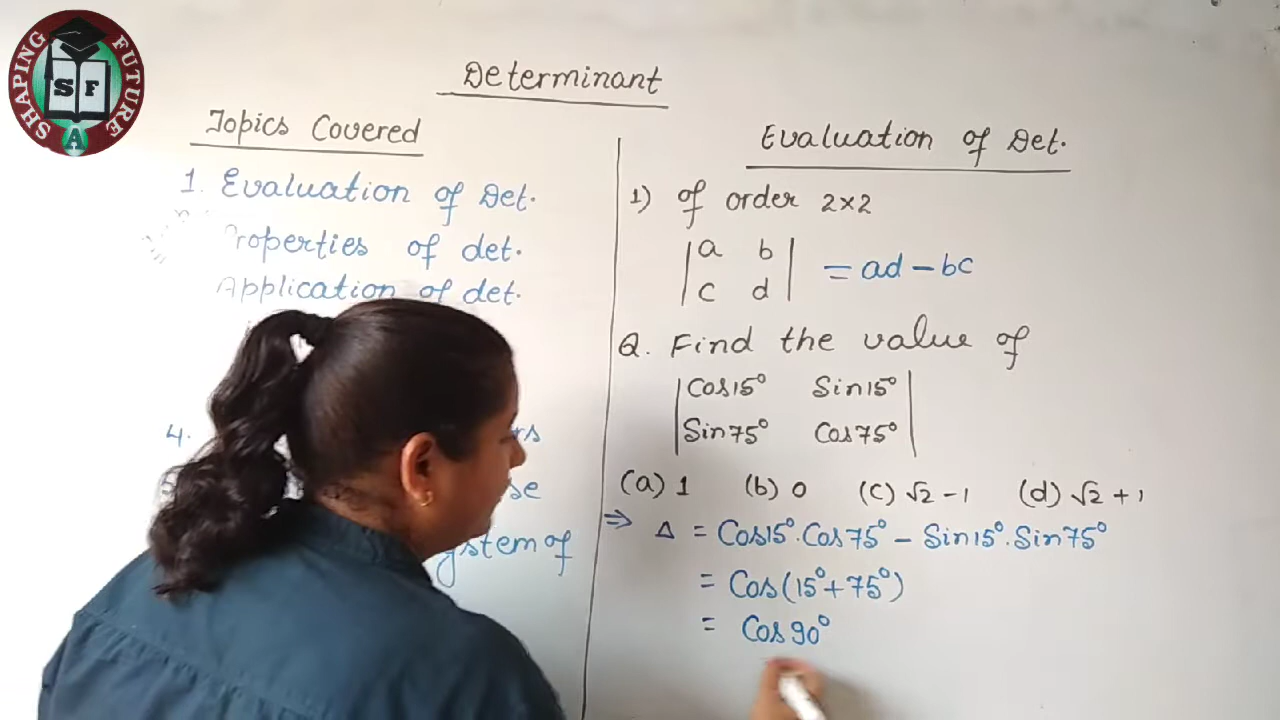 SHAPING FUTURE
S F
A
Determinant
Topics Covered
1. Evaluation of Det.
Properties of det.
Application of det.
4.
system of
Evaluation of Det.
1) of order 2×2
|a b|
|c d| = ad - bc
Q. Find the value of
|Cos15° Sin15°|
|Sin75° Cos75°|
(a) 1 (b) 0 (c) √2 - 1 (d) √2 + 1
⇒ Δ = Cos15°.Cos75° - Sin15°.Sin75°
= Cos(15°+75°)
= Cos90°